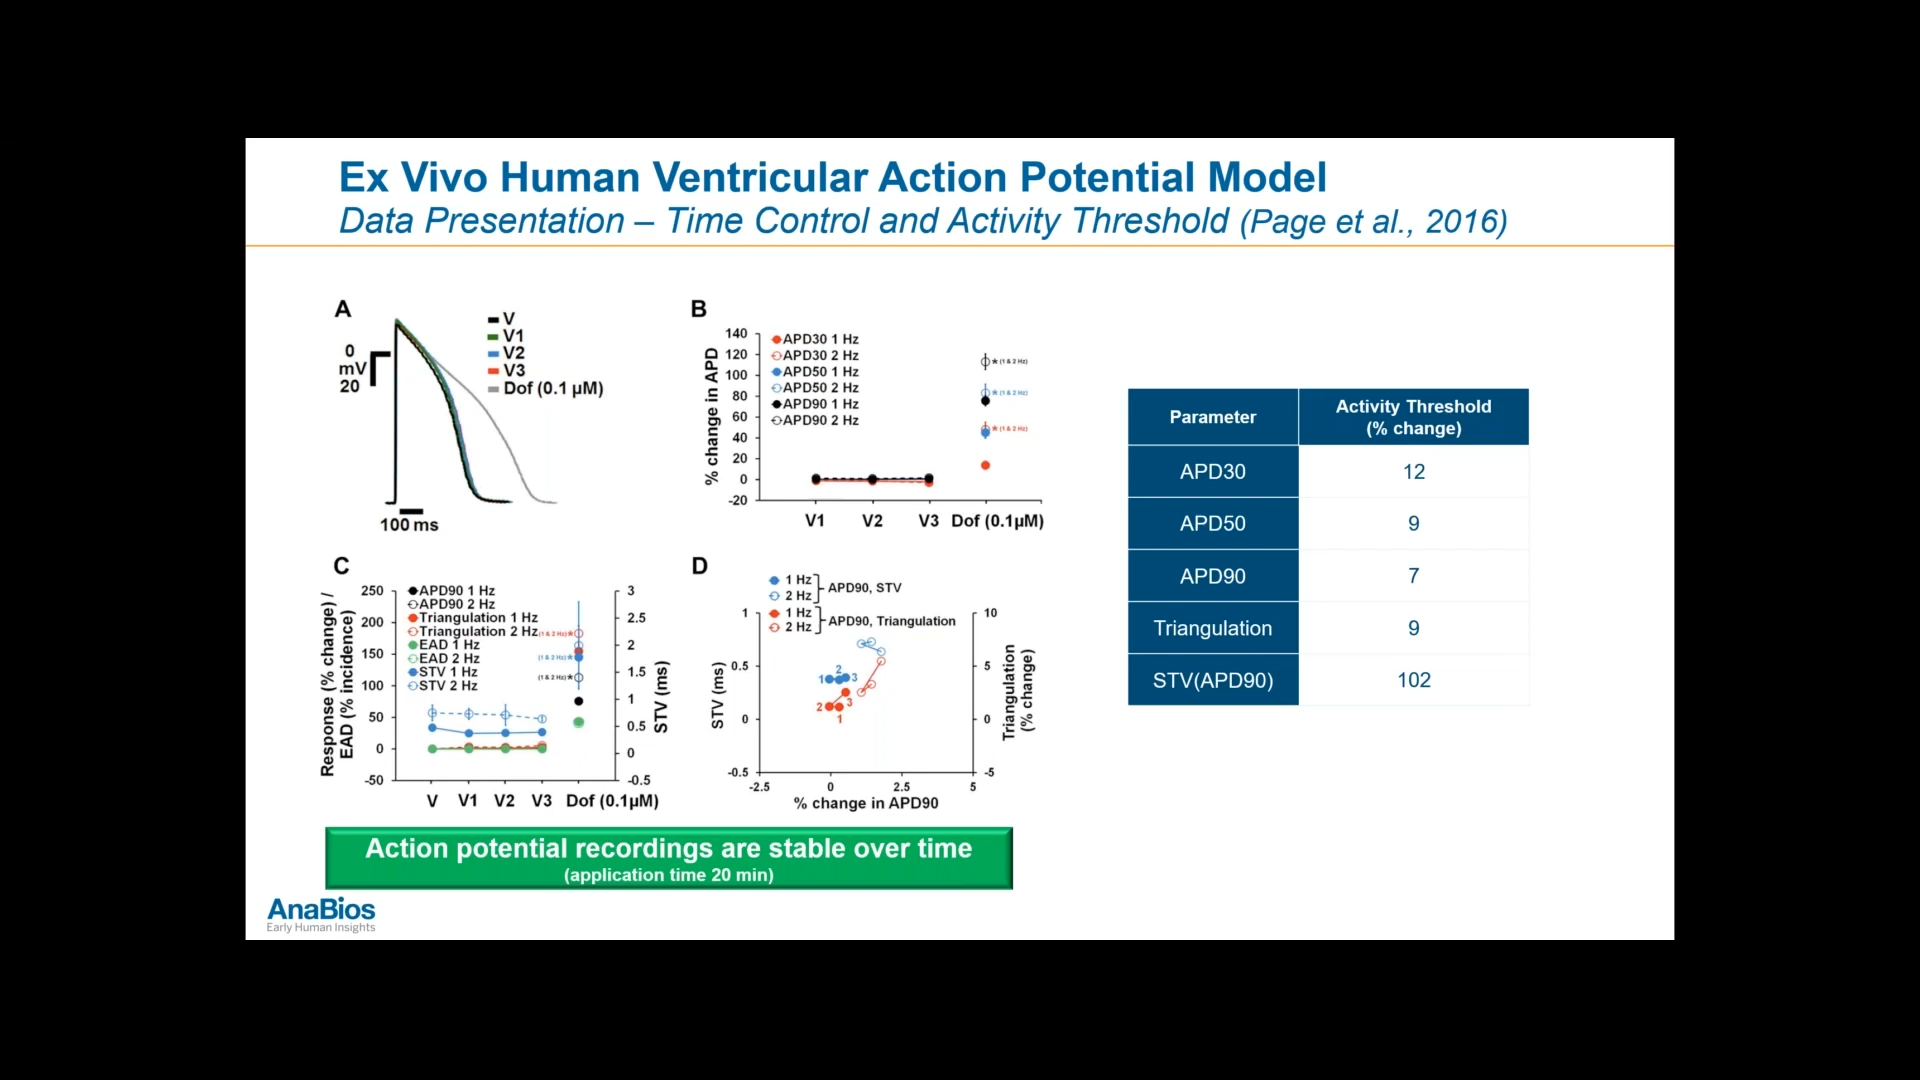 Ex Vivo Human Ventricular Action Potential Model
Data Presentation – Time Control and Activity Threshold (Page et al., 2016)
A
0
mV
20
V
V1
V2
V3
Dof (0.1 µM)
100 ms
B
% change in APD
140
120
100
80
60
40
20
0
-20
APD30 1 Hz
APD30 2 Hz
APD50 1 Hz
APD50 2 Hz
APD90 1 Hz
APD90 2 Hz
* (1 & 2 Hz)
* (1 & 2 Hz)
* (1 & 2 Hz)
V1 V2 V3 Dof (0.1µM)
C
Response (% change) /
EAD (% incidence)
250
200
150
100
50
0
-50
APD90 1 Hz
APD90 2 Hz
Triangulation 1 Hz
Triangulation 2 Hz
EAD 1 Hz
EAD 2 Hz
STV 1 Hz
STV 2 Hz
(1 & 2 Hz)*
(1 & 2 Hz)*
(1 & 2 Hz)*
3
2.5
2
1.5
1
0.5
0
-0.5
STV (ms)
V V1 V2 V3 Dof (0.1µM)
D
1 Hz
2 Hz
APD90, STV
1 Hz
2 Hz
APD90, Triangulation
STV (ms)
1
0.5
0
-0.5
1
2
3
2
3
1
10
5
0
-5
Triangulation
(% change)
-2.5 0 2.5 5
% change in APD90
Parameter
Activity Threshold
(% change)
APD30 12
APD50 9
APD90 7
Triangulation 9
STV(APD90) 102
Action potential recordings are stable over time
(application time 20 min)
AnaBios
Early Human Insights